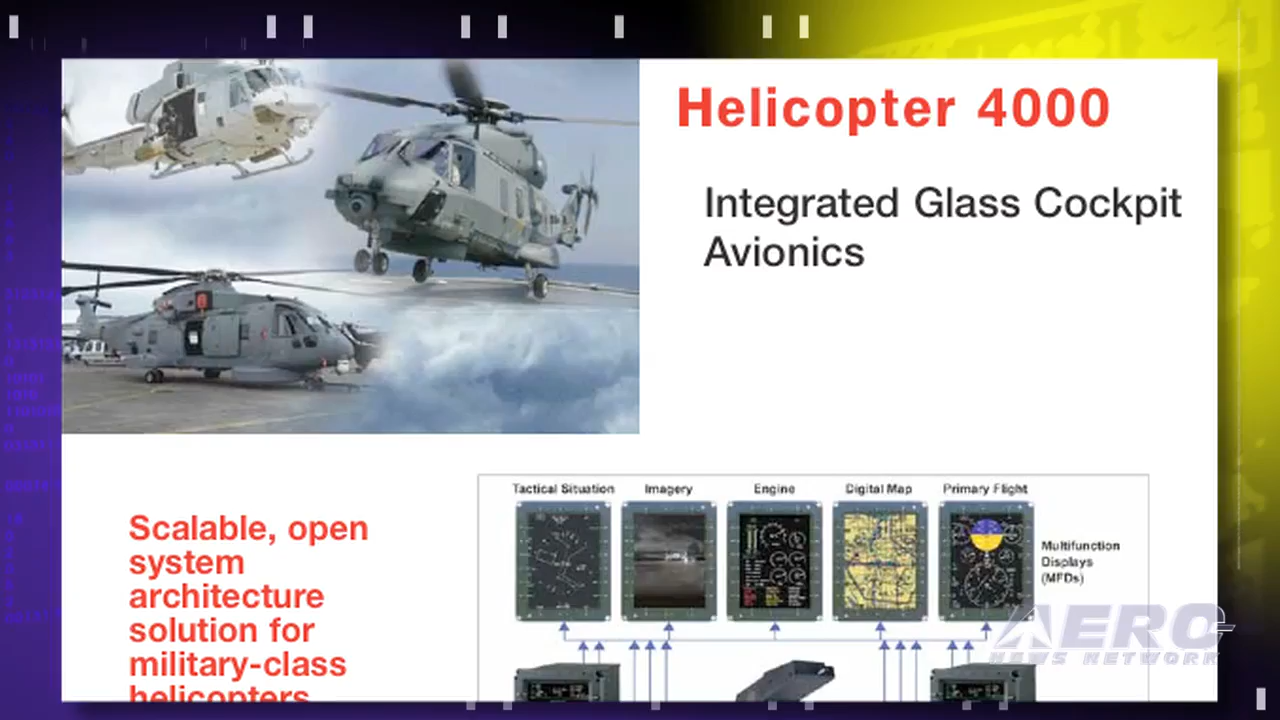 Helicopter 4000
Integrated Glass Cockpit
Avionics
Scalable, open
system
architecture
solution for
military-class
helicopters
Tactical Situation
Imagery
Engine
Digital Map
Primary Flight
Multifunction
Displays
(MFDs)
AERO
NEWS NETWORK